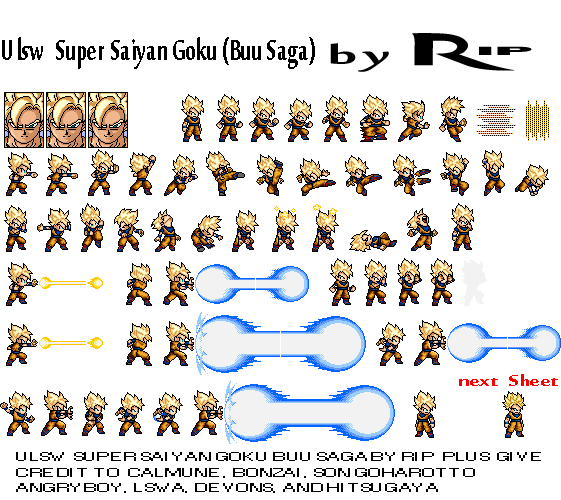 Ulsw Super Saiyan Goku (Buu Saga) by Rip
next Sheet
ULSW SUPER SAIYAN GOKU BUU SAGA BY RIP PLUS GIVE
CREDIT TO CALMUNE, BONZAI, SONGOHAROTTO
ANGRYBOY, LSWA, DEVONS, AND HITSUGAYA